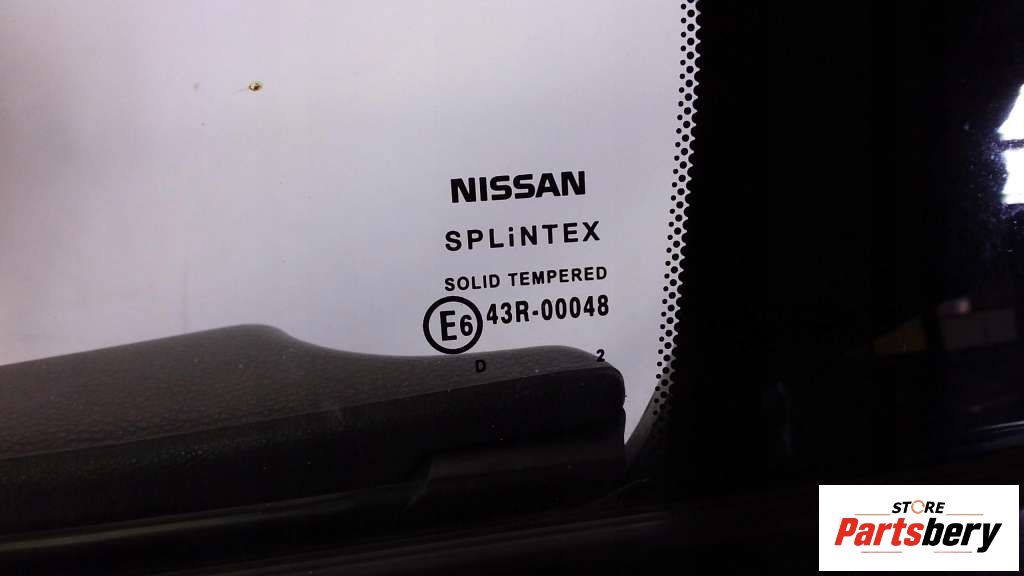 NISSAN
SPLiNTEX
SOLID TEMPERED
E6 43R-00048
D 2
STORE
Partsbery